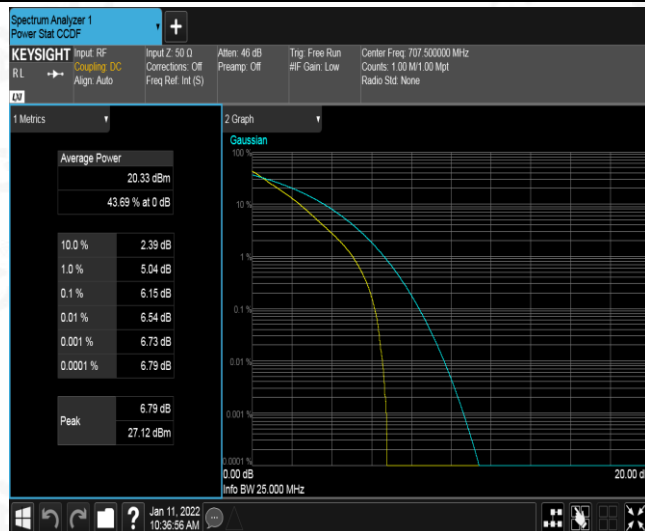 Spectrum Analyzer 1
Power Stat CCDF
+
KEYSIGHT
RL
Input: RF
Coupling: DC
Align: Auto
Input Z: 50 Ω
Corrections: Off
Freq Ref: Int (S)
Atten: 46 dB
Preamp: Off
Trig: Free Run
#IF Gain: Low
Center Freq: 707.500000 MHz
Counts: 1.00 M/1.00 Mpt
Radio Std: None
1 Metrics
Average Power
20.33 dBm
43.69 % at 0 dB
10.0 % 2.39 dB
1.0 % 5.04 dB
0.1 % 6.15 dB
0.01 % 6.54 dB
0.001 % 6.73 dB
0.0001 % 6.79 dB
Peak
6.79 dB
27.12 dBm
2 Graph
Gaussian
100 %
10 %
1 %
0.1 %
0.01 %
0.001 %
0.0001 %
0.00 dB
20.00 d
Info BW 25.000 MHz
?
Jan 11, 2022
10:36:56 AM